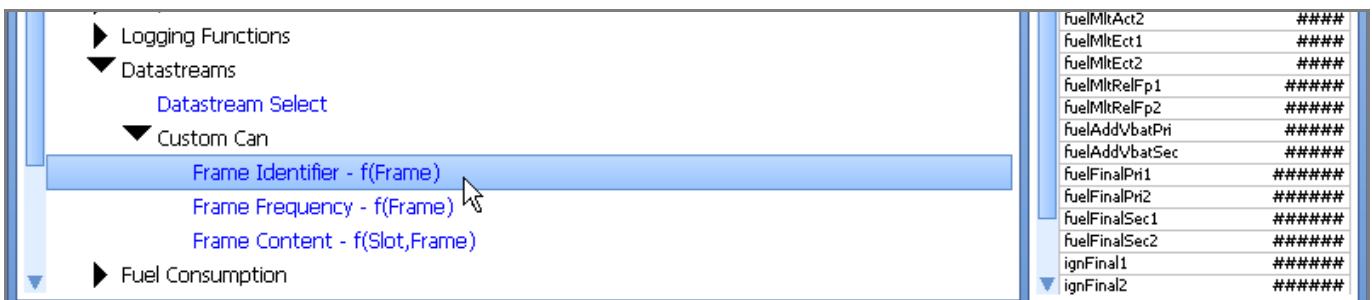 Logging Functions
Datastreams
Datastream Select
Custom Can
Frame Identifier - f(Frame)
Frame Frequency - f(Frame)
Frame Content - f(Slot,Frame)
Fuel Consumption
fuelMltAct2 ####
fuelMltEct1 ####
fuelMltEct2 ####
fuelMltRelFp1 #####
fuelMltRelFp2 #####
fuelAddVbatPri #####
fuelAddVbatSec #####
fuelFinalPri1 ######
fuelFinalPri2 ######
fuelFinalSec1 ######
fuelFinalSec2 ######
ignFinal1 ######
ignFinal2 ######